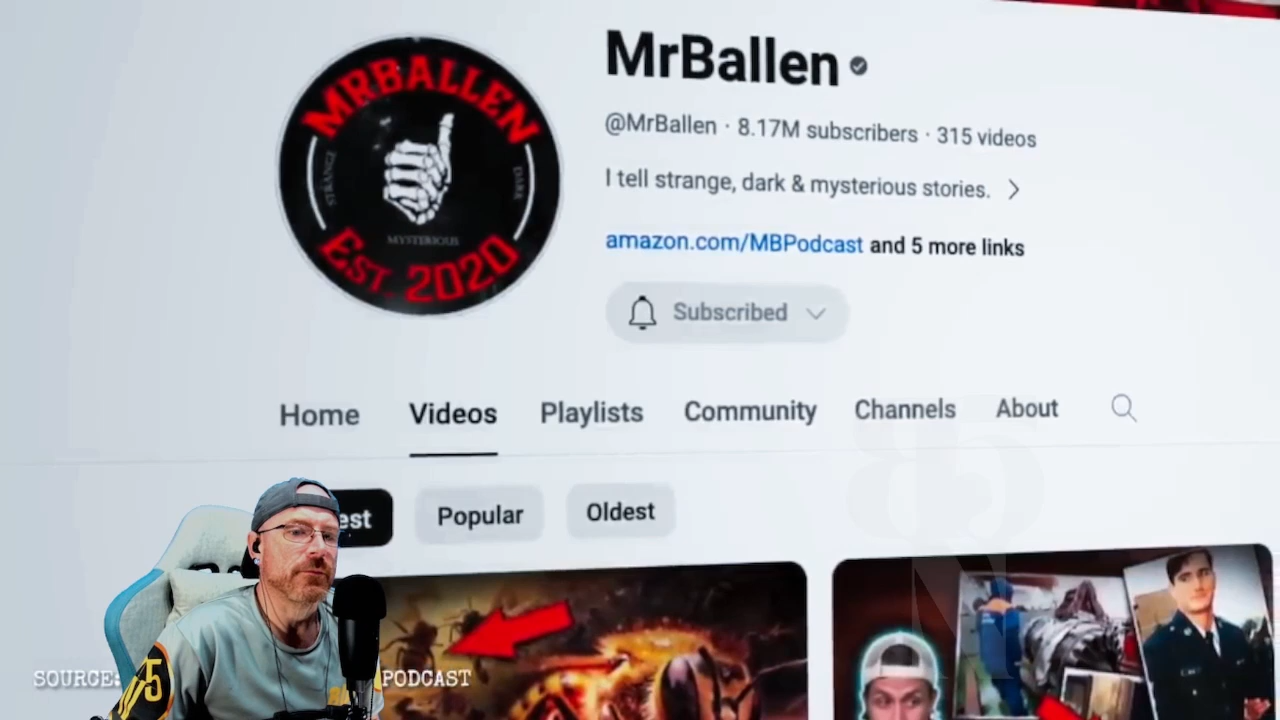 MrBallen
@MrBallen · 8.17M subscribers · 315 videos
I tell strange, dark & mysterious stories.
amazon.com/MBPodcast and 5 more links
Subscribed
MRBALLEN
STRANGE
DARK
MYSTERIOUS
EST. 2020
Home Videos Playlists Community Channels About
est Popular Oldest
SOURCE: PODCAST
75